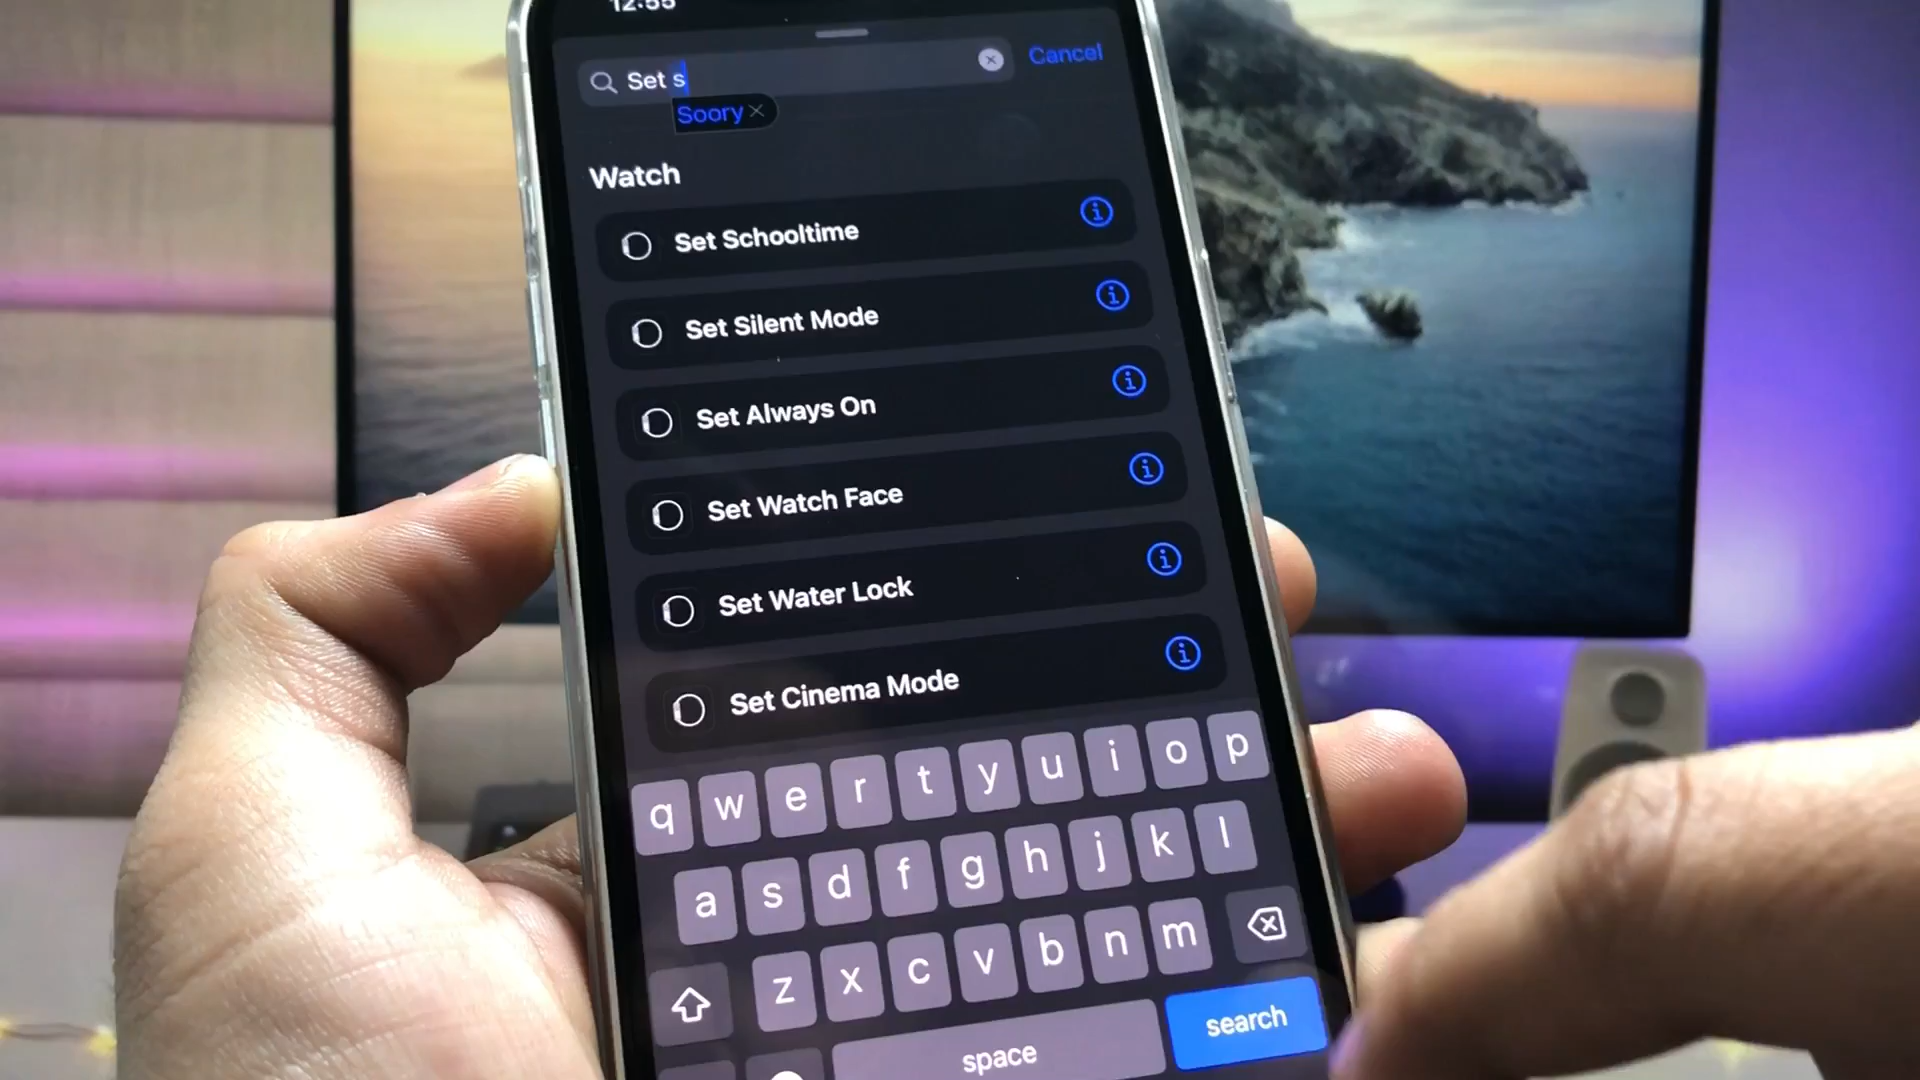 12:55
Set s
Cancel
Soory
Watch
Set Schooltime
Set Silent Mode
Set Always On
Set Watch Face
Set Water Lock
Set Cinema Mode
q w e r t y u i o p
a s d f g h j k l
z x c v b n m
space
search